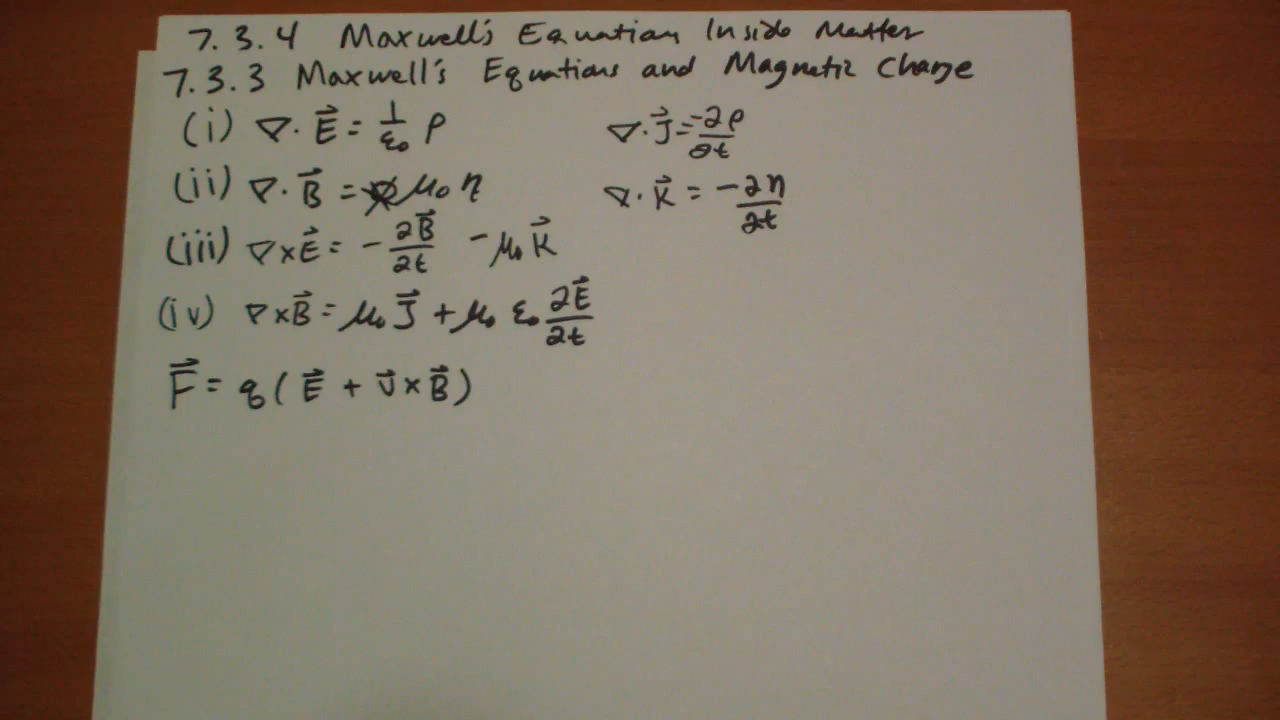 7.3.4 Maxwell's Equation Inside Matter
7.3.3 Maxwell's Equations and Magnetic Charge
(i) ∇·E⃗ = 1/ε₀ ρ ∇·J⃗ = -∂ρ/∂t
(ii) ∇·B⃗ = μ₀ η ∇·K⃗ = -∂η/∂t
(iii) ∇×E⃗ = -∂B⃗/∂t - μ₀ K⃗
(iv) ∇×B⃗ = μ₀ J⃗ + μ₀ ε₀ ∂E⃗/∂t
F⃗ = q(E⃗ + v⃗×B⃗)